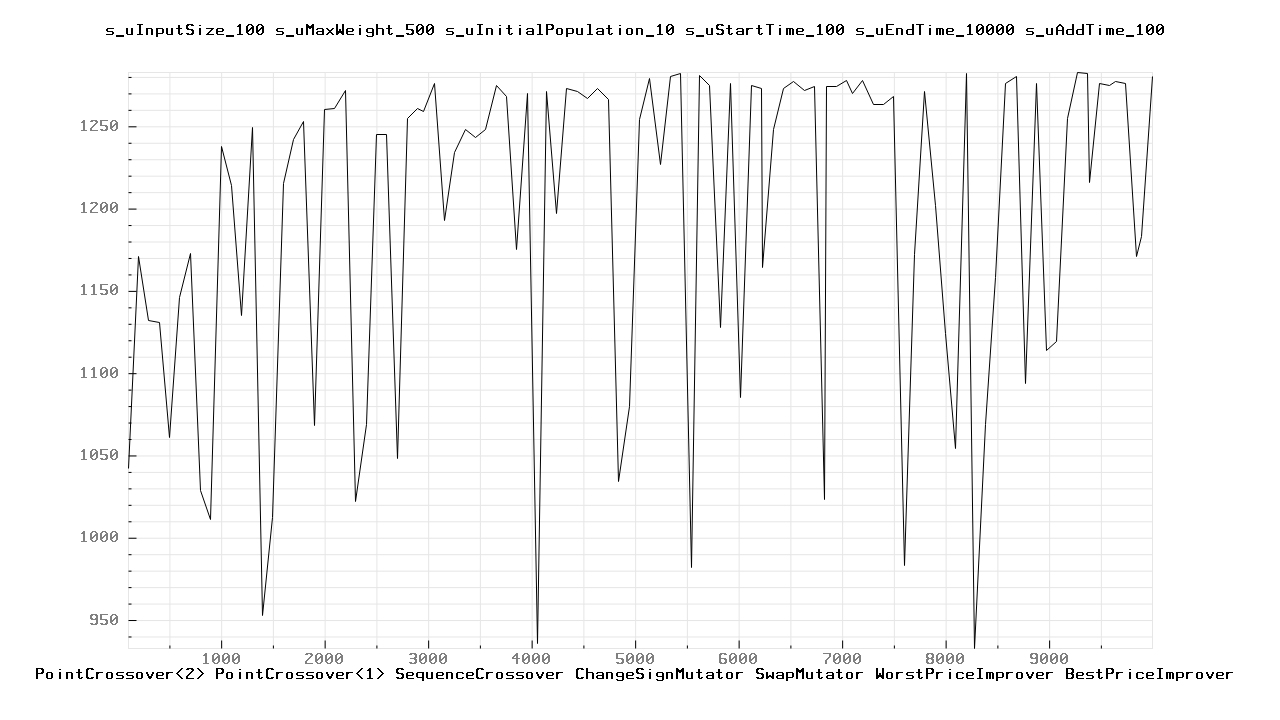 s_uInputSize_100 s_uMaxWeight_500 s_uInitialPopulation_10 s_uStartTime_100 s_uEndTime_10000 s_uAddTime_100
1250
1200
1150
1100
1050
1000
950
1000 2000 3000 4000 5000 6000 7000 8000 9000
PointCrossover<2> PointCrossover<1> SequenceCrossover ChangeSignMutator SwapMutator WorstPriceImprover BestPriceImprover